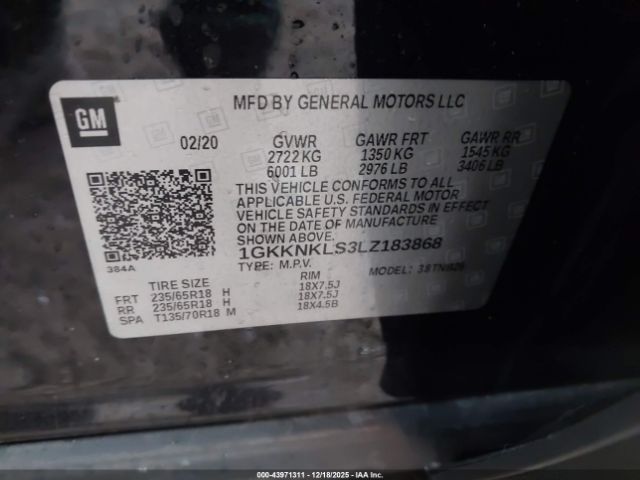 GM
MFD BY GENERAL MOTORS LLC
02/20 GVWR GAWR FRT GAWR RR
2722 KG 1350 KG 1545 KG
6001 LB 2976 LB 3406 LB
THIS VEHICLE CONFORMS TO ALL
APPLICABLE U.S. FEDERAL MOTOR
VEHICLE SAFETY STANDARDS IN EFFECT
ON THE DATE OF MANUFACTURE
SHOWN ABOVE.
1GKKNKLS3LZ183868
384A TYPE: M.P.V. MODEL:
TIRE SIZE RIM
FRT 235/65R18 H 18X7.5J
RR 235/65R18 H 18X7.5J
SPA T135/70R18 M 18X4.5B
000-43971311 - 12/18/2025 - IAA Inc.